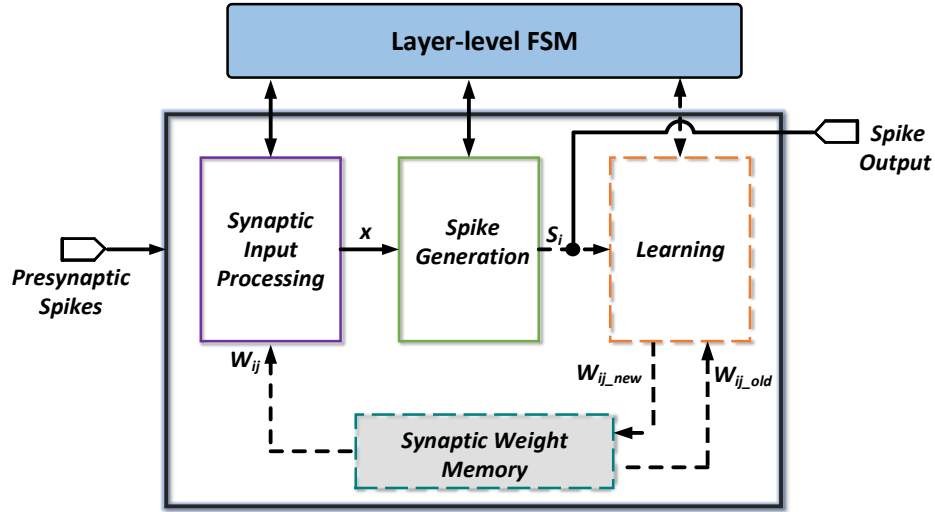 Layer-level FSM
Spike
Output
Synaptic
Input
Processing
x
Spike
Generation
S_i
Learning
Presynaptic
Spikes
W_ij
W_ij_new
W_ij_old
Synaptic Weight
Memory